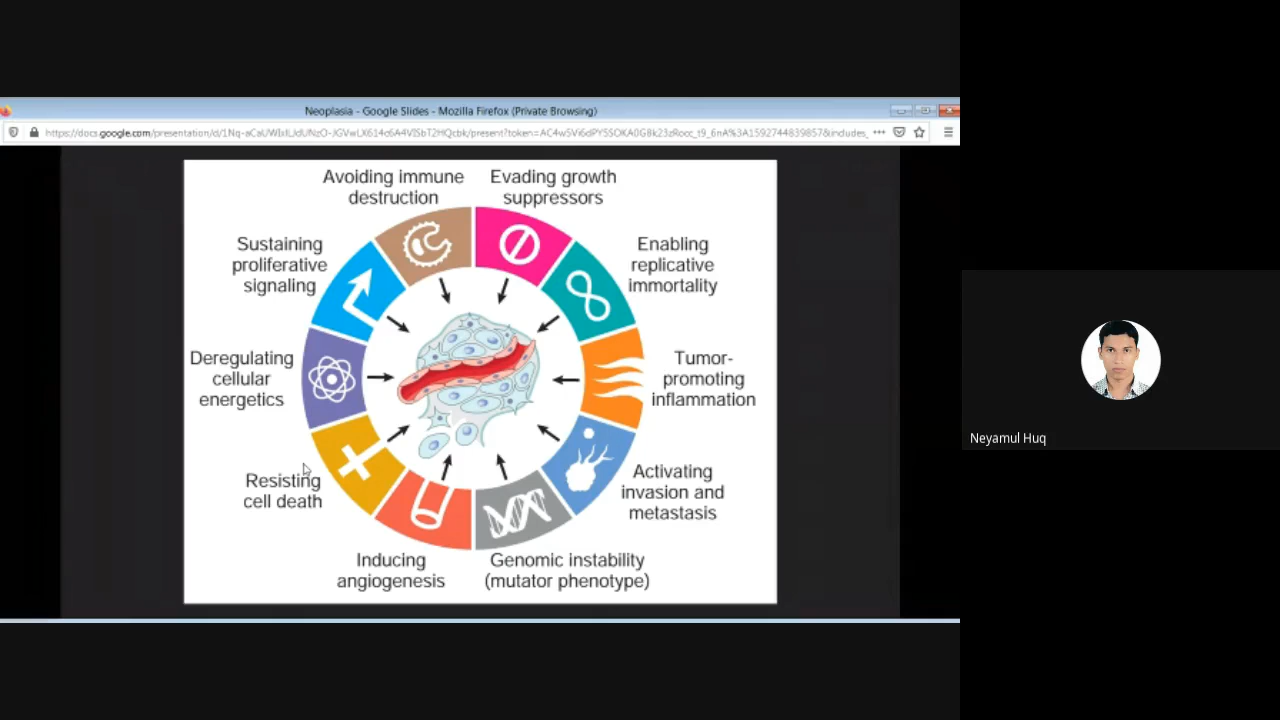 Neoplasia - Google Slides - Mozilla Firefox (Private Browsing)
Avoiding immune
destruction
Evading growth
suppressors
Sustaining
proliferative
signaling
Enabling
replicative
immortality
Deregulating
cellular
energetics
Tumor-
promoting
inflammation
Resisting
cell death
Activating
invasion and
metastasis
Inducing
angiogenesis
Genomic instability
(mutator phenotype)
Neyamul Huq